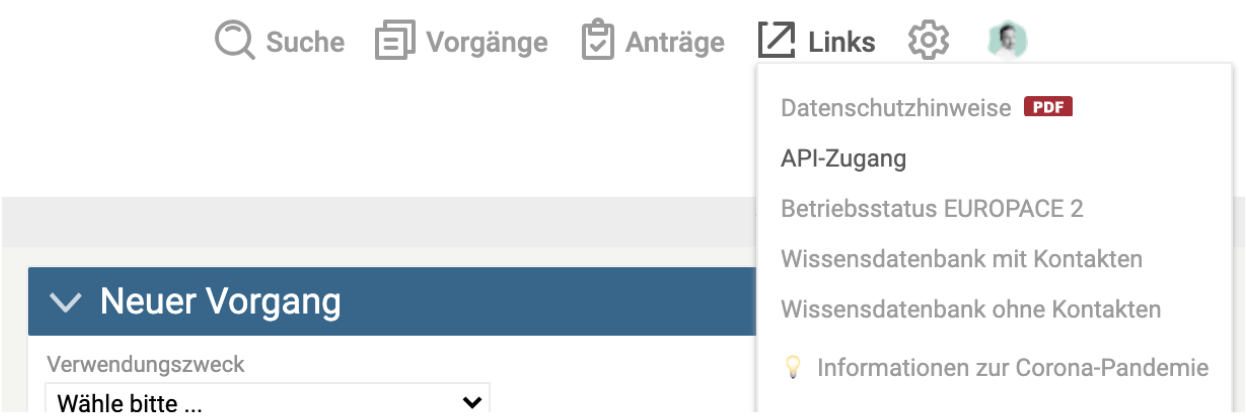 Suche Vorgänge Anträge Links
Datenschutzhinweise PDF
API-Zugang
Betriebsstatus EUROPACE 2
Wissensdatenbank mit Kontakten
Wissensdatenbank ohne Kontakten
Informationen zur Corona-Pandemie
Neuer Vorgang
Verwendungszweck
Wähle bitte ...